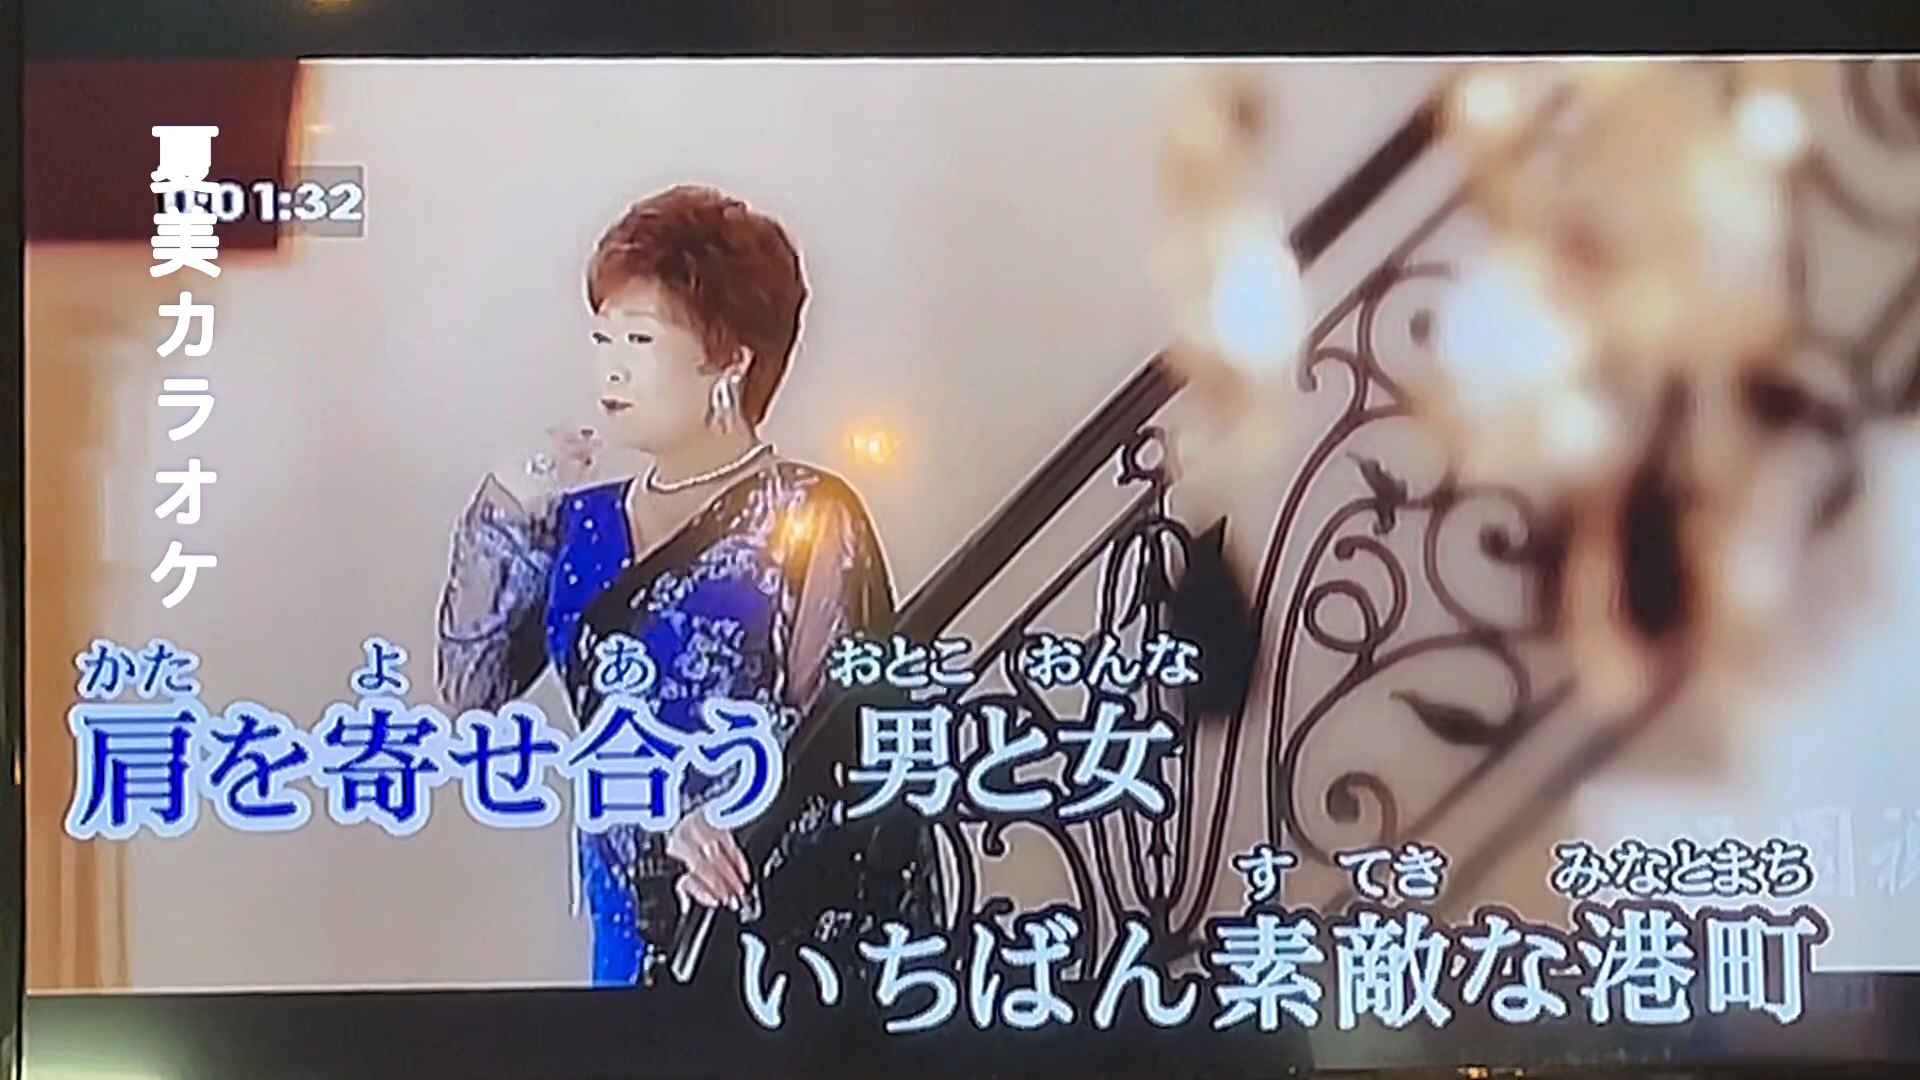 夏美カラオケ
01:32
かた よ あ おとこ おんな
肩を寄せ合う 男と女
す てき みなとまち
いちばん素敵な港町